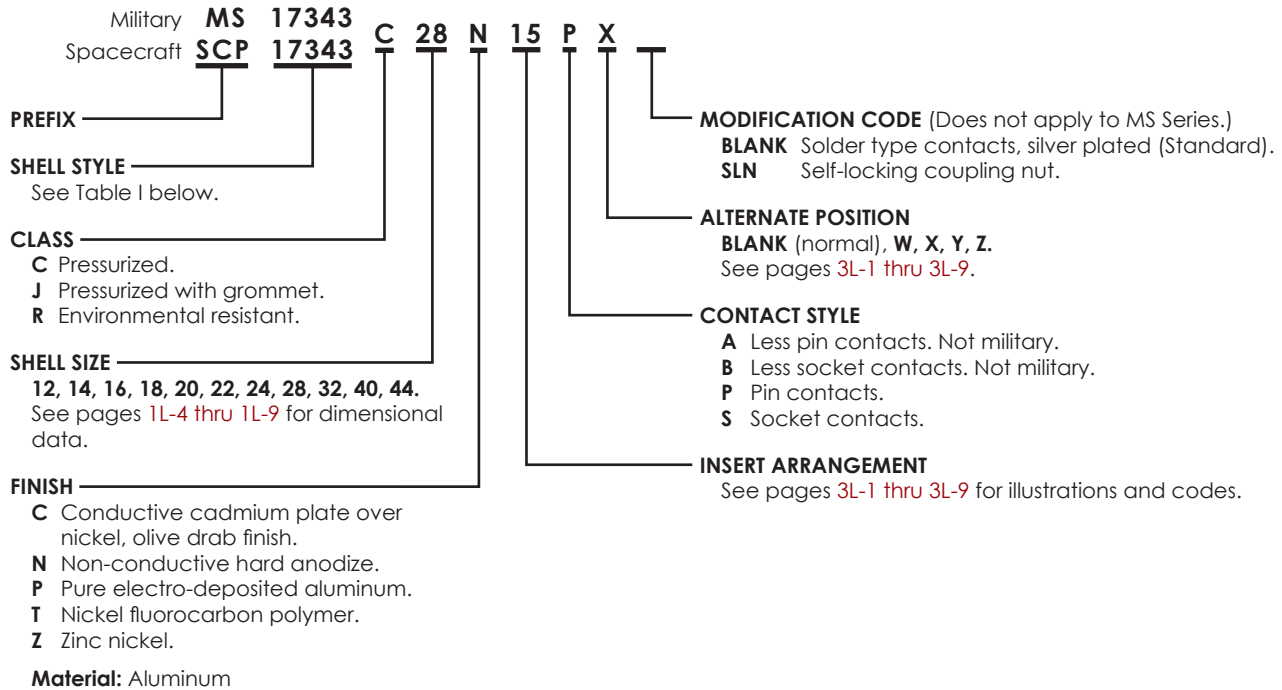 Military MS 17343
Spacecraft SCP 17343 C 28 N 15 P X
PREFIX
SHELL STYLE
See Table I below.
CLASS
C Pressurized.
J Pressurized with grommet.
R Environmental resistant.
SHELL SIZE
12, 14, 16, 18, 20, 22, 24, 28, 32, 40, 44.
See pages 1L-4 thru 1L-9 for dimensional
data.
FINISH
C Conductive cadmium plate over
nickel, olive drab finish.
N Non-conductive hard anodize.
P Pure electro-deposited aluminum.
T Nickel fluorocarbon polymer.
Z Zinc nickel.
Material: Aluminum
MODIFICATION CODE (Does not apply to MS Series.)
BLANK Solder type contacts, silver plated (Standard).
SLN Self-locking coupling nut.
ALTERNATE POSITION
BLANK (normal), W, X, Y, Z.
See pages 3L-1 thru 3L-9.
CONTACT STYLE
A Less pin contacts. Not military.
B Less socket contacts. Not military.
P Pin contacts.
S Socket contacts.
INSERT ARRANGEMENT
See pages 3L-1 thru 3L-9 for illustrations and codes.